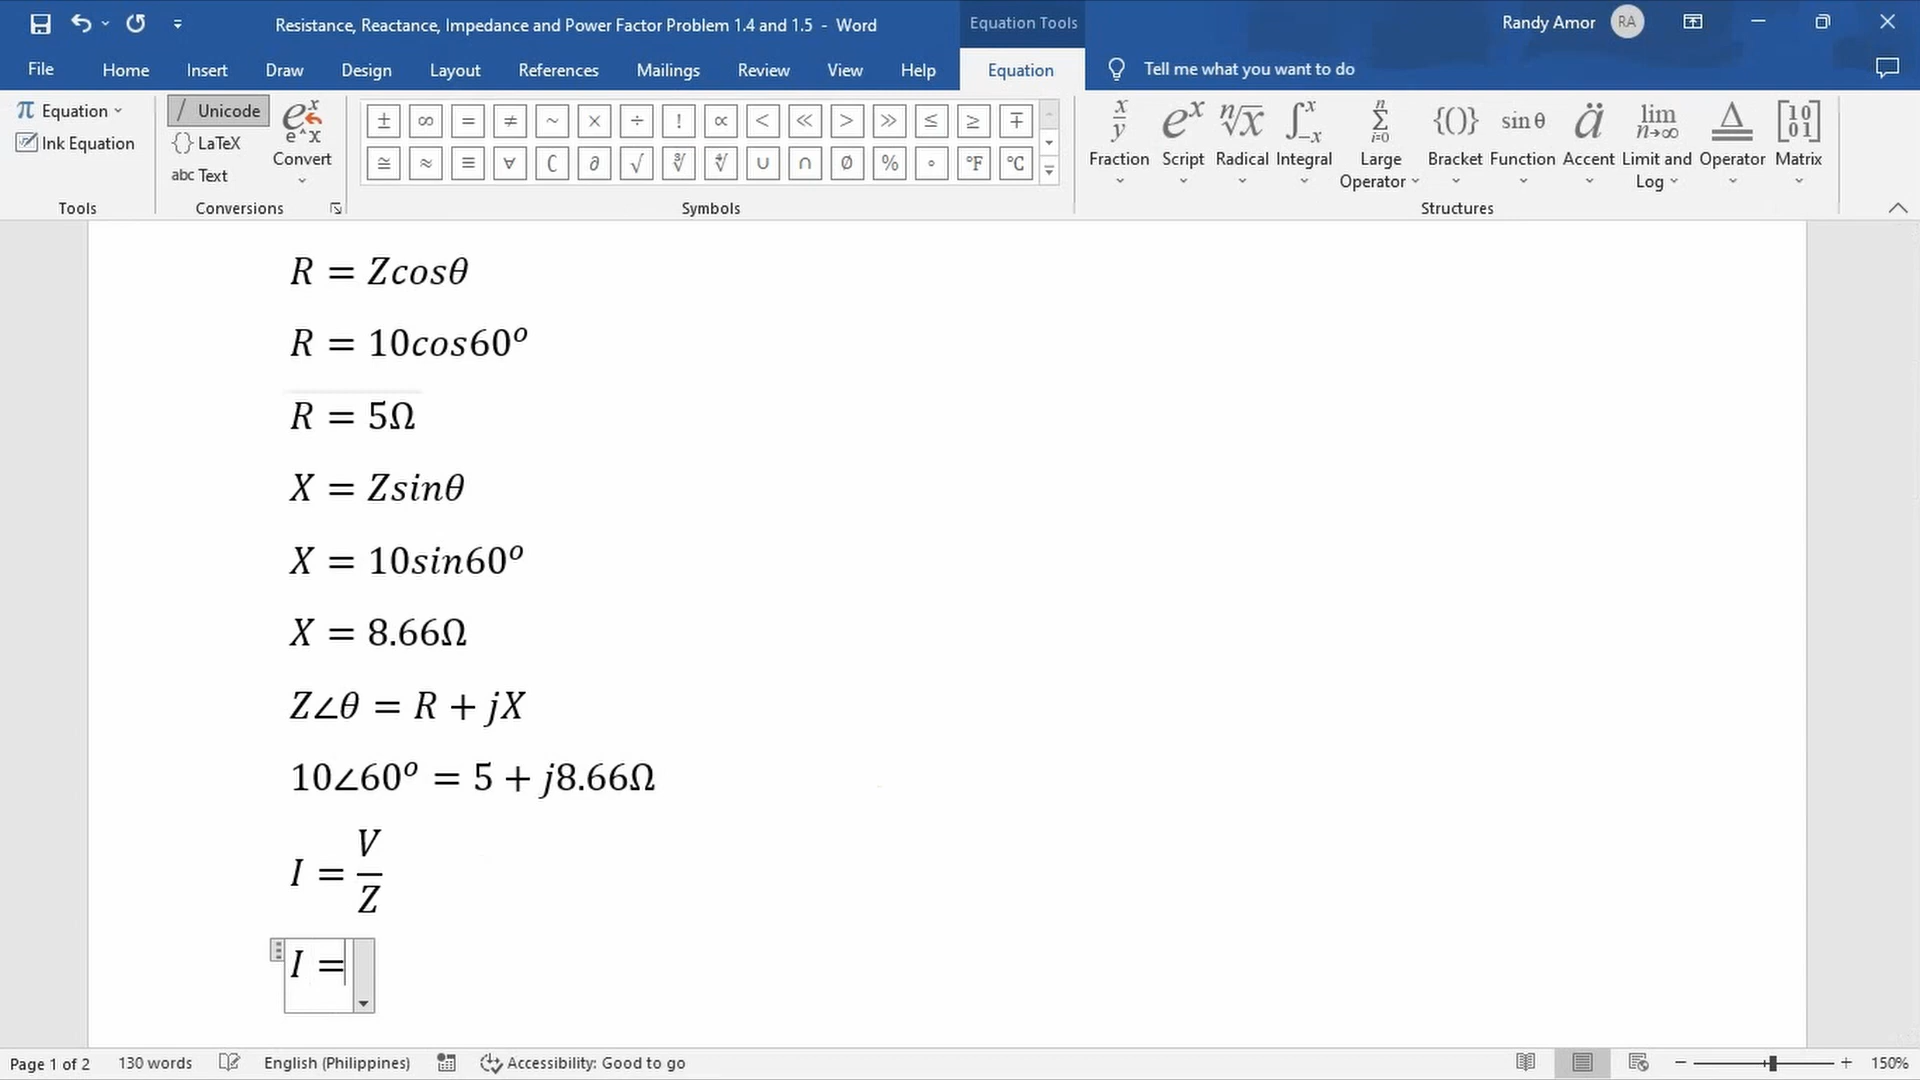 Resistance, Reactance, Impedance and Power Factor Problem 1.4 and 1.5 - Word
Equation Tools
Randy Amor
RA
File
Home
Insert
Draw
Design
Layout
References
Mailings
Review
View
Help
Equation
Tell me what you want to do
π Equation
Ink Equation
Tools
Unicode
{} LaTeX
abc Text
Convert
Conversions
± ∞ = ≠ ~ × ÷ ! ∝ < ≪ > ≫ ≤ ≥ ∓
≅ ≈ ≡ ∀ ∁ ∂ √ ∛ ∜ ∪ ∩ ∅ % ° °F °C
Symbols
Fraction
Script
Radical
Integral
Large Operator
Bracket
Function
Accent
Limit and Log
Operator
Matrix
Structures
R = Zcosθ
R = 10cos60º
R = 5Ω
X = Zsinθ
X = 10sin60º
X = 8.66Ω
Z∠θ = R + jX
10∠60º = 5 + j8.66Ω
I = V/Z
I =
Page 1 of 2
130 words
English (Philippines)
Accessibility: Good to go
150%